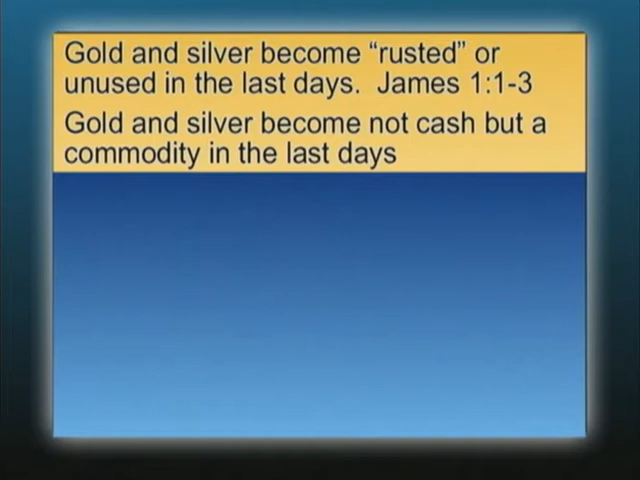 Gold and silver become “rusted” or
unused in the last days.  James 1:1-3
Gold and silver become not cash but a
commodity in the last days